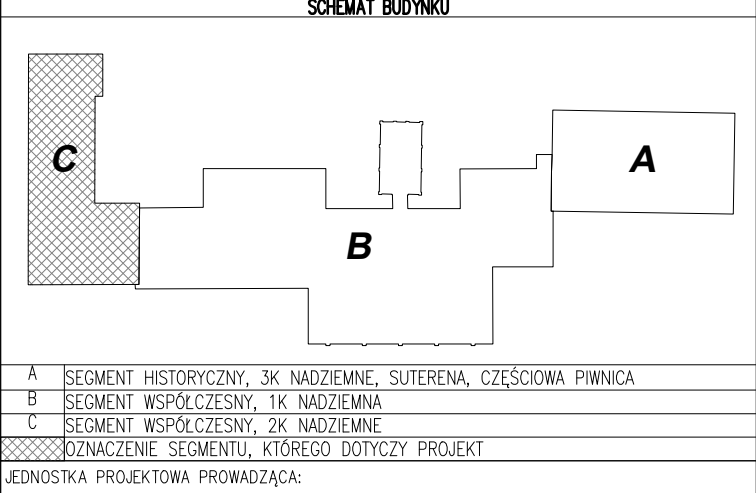 SCHEMAT BUDYNKU
C
A
B
A SEGMENT HISTORYCZNY, 3K NADZIEMNE, SUTERENA, CZĘŚCIOWA PIWNICA
B SEGMENT WSPÓŁCZESNY, 1K NADZIEMNA
C SEGMENT WSPÓŁCZESNY, 2K NADZIEMNE
OZNACZENIE SEGMENTU, KTÓREGO DOTYCZY PROJEKT
JEDNOSTKA PROJEKTOWA PROWADZĄCA: